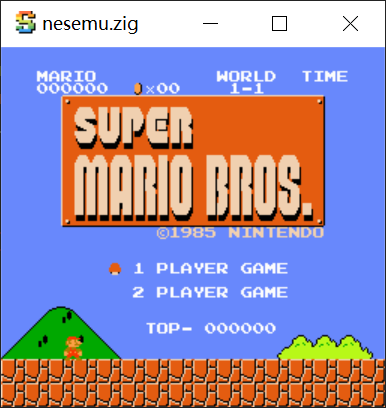 nesemu.zig
MARIO WORLD TIME
000000 ×00 1-1
SUPER
MARIO BROS.
©1985 NINTENDO
1 PLAYER GAME
2 PLAYER GAME
TOP- 000000